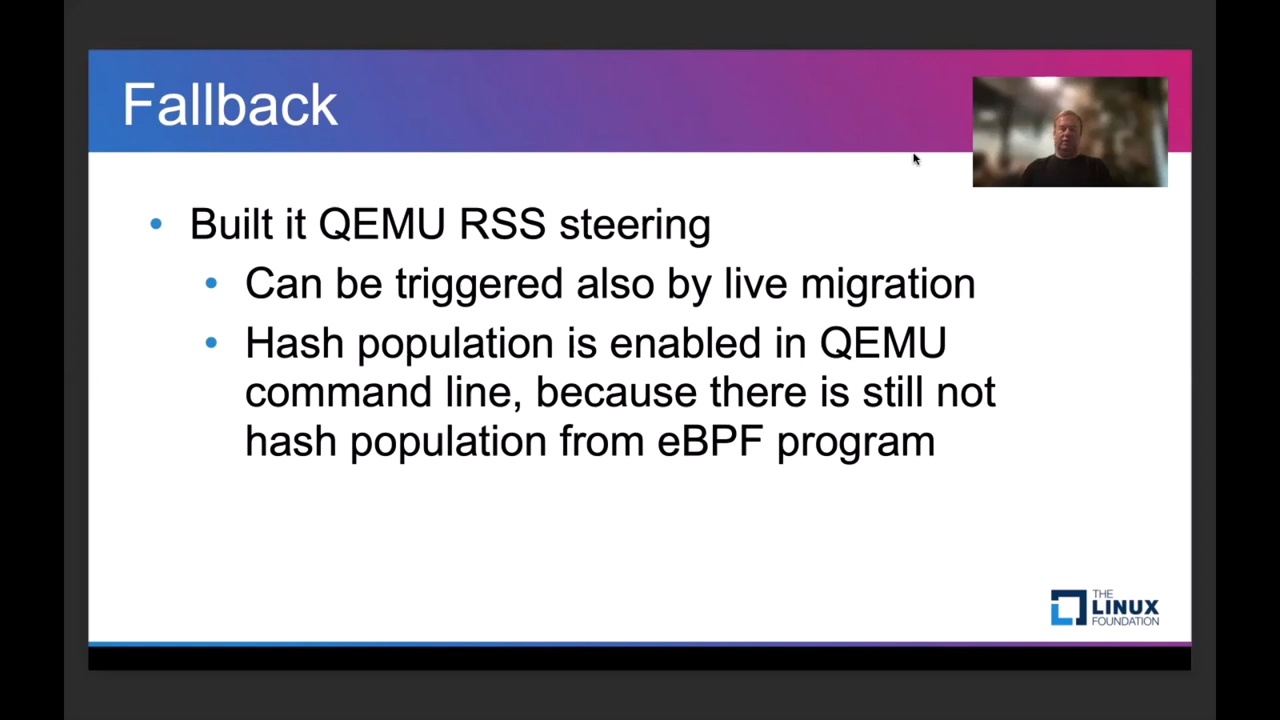 Fallback
Built it QEMU RSS steering
Can be triggered also by live migration
Hash population is enabled in QEMU
command line, because there is still not
hash population from eBPF program
THE
LINUX
FOUNDATION